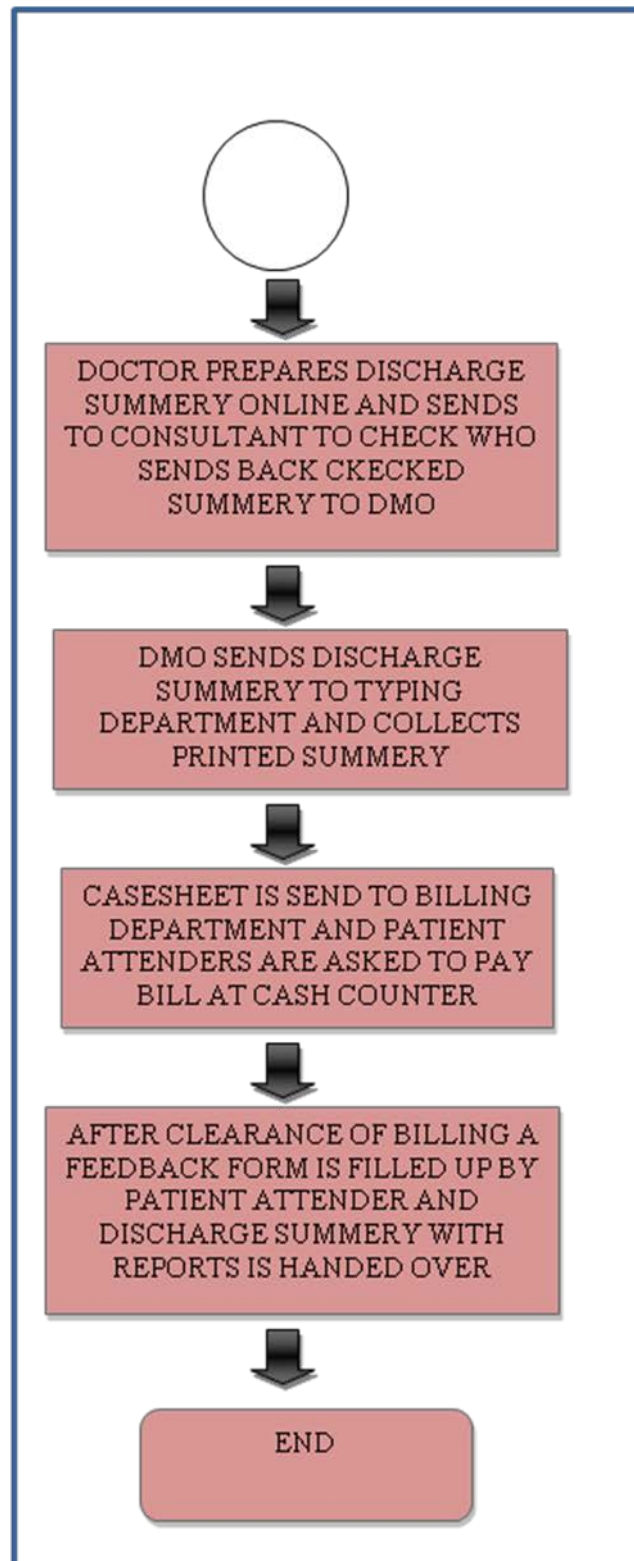 DOCTOR PREPARES DISCHARGE
SUMMERY ONLINE AND SENDS
TO CONSULTANT TO CHECK WHO
SENDS BACK CKECKED
SUMMERY TO DMO
DMO SENDS DISCHARGE
SUMMERY TO TYPING
DEPARTMENT AND COLLECTS
PRINTED SUMMERY
CASESHEET IS SEND TO BILLING
DEPARTMENT AND PATIENT
ATTENDERS ARE ASKED TO PAY
BILL AT CASH COUNTER
AFTER CLEARANCE OF BILLING A
FEEDBACK FORM IS FILLED UP BY
PATIENT ATTENDER AND
DISCHARGE SUMMERY WITH
REPORTS IS HANDED OVER
END